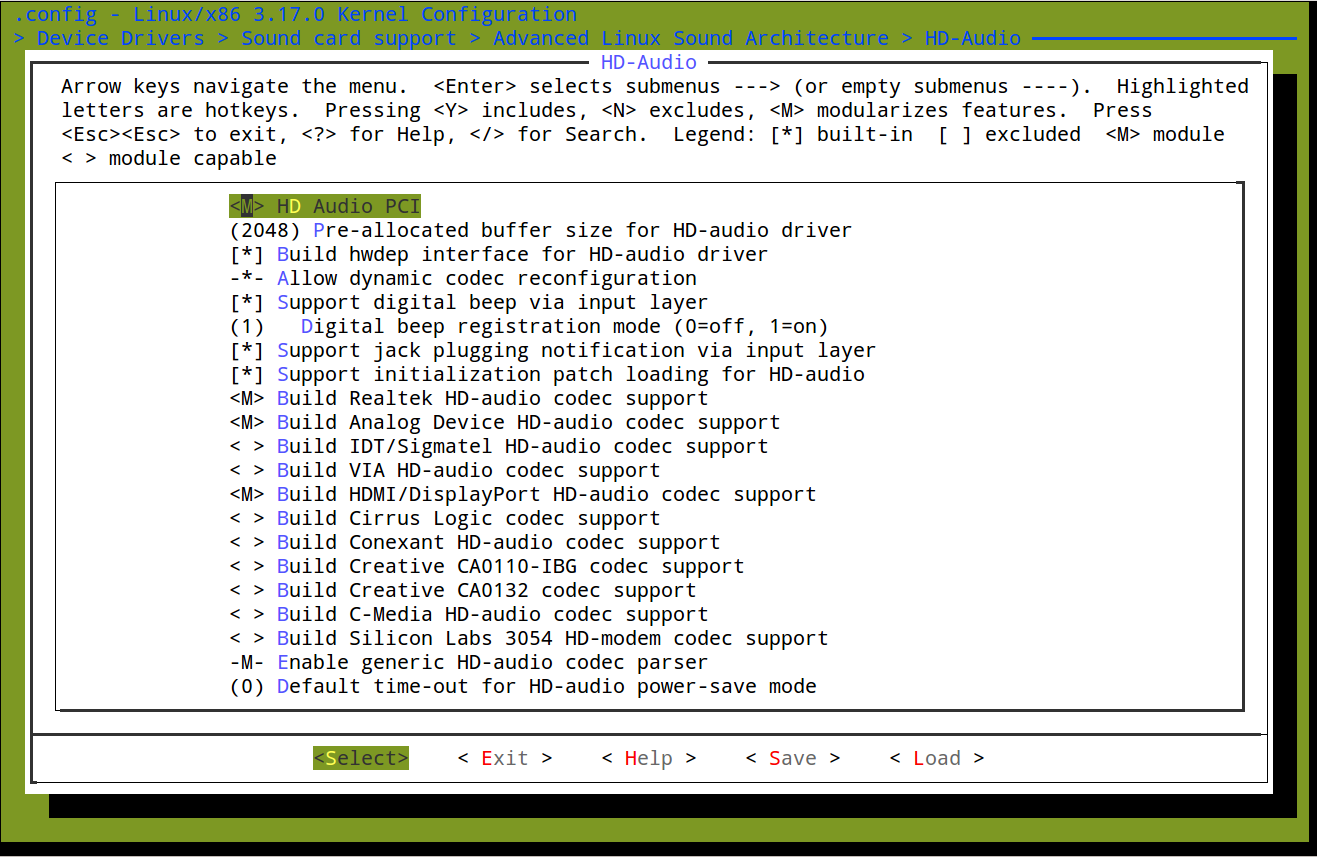 .config - Linux/x86 3.17.0 Kernel Configuration
> Device Drivers > Sound card support > Advanced Linux Sound Architecture > HD-Audio
HD-Audio
Arrow keys navigate the menu.  <Enter> selects submenus ---> (or empty submenus ----).  Highlighted
letters are hotkeys.  Pressing <Y> includes, <N> excludes, <M> modularizes features.  Press
<Esc><Esc> to exit, <?> for Help, </> for Search.  Legend: [*] built-in  [ ] excluded  <M> module
< > module capable
<M> HD Audio PCI
(2048) Pre-allocated buffer size for HD-audio driver
[*] Build hwdep interface for HD-audio driver
-*- Allow dynamic codec reconfiguration
[*] Support digital beep via input layer
(1)   Digital beep registration mode (0=off, 1=on)
[*] Support jack plugging notification via input layer
[*] Support initialization patch loading for HD-audio
<M> Build Realtek HD-audio codec support
<M> Build Analog Device HD-audio codec support
< > Build IDT/Sigmatel HD-audio codec support
< > Build VIA HD-audio codec support
<M> Build HDMI/DisplayPort HD-audio codec support
< > Build Cirrus Logic codec support
< > Build Conexant HD-audio codec support
< > Build Creative CA0110-IBG codec support
< > Build Creative CA0132 codec support
< > Build C-Media HD-audio codec support
< > Build Silicon Labs 3054 HD-modem codec support
-M- Enable generic HD-audio codec parser
(0) Default time-out for HD-audio power-save mode
<Select>    < Exit >    < Help >    < Save >    < Load >